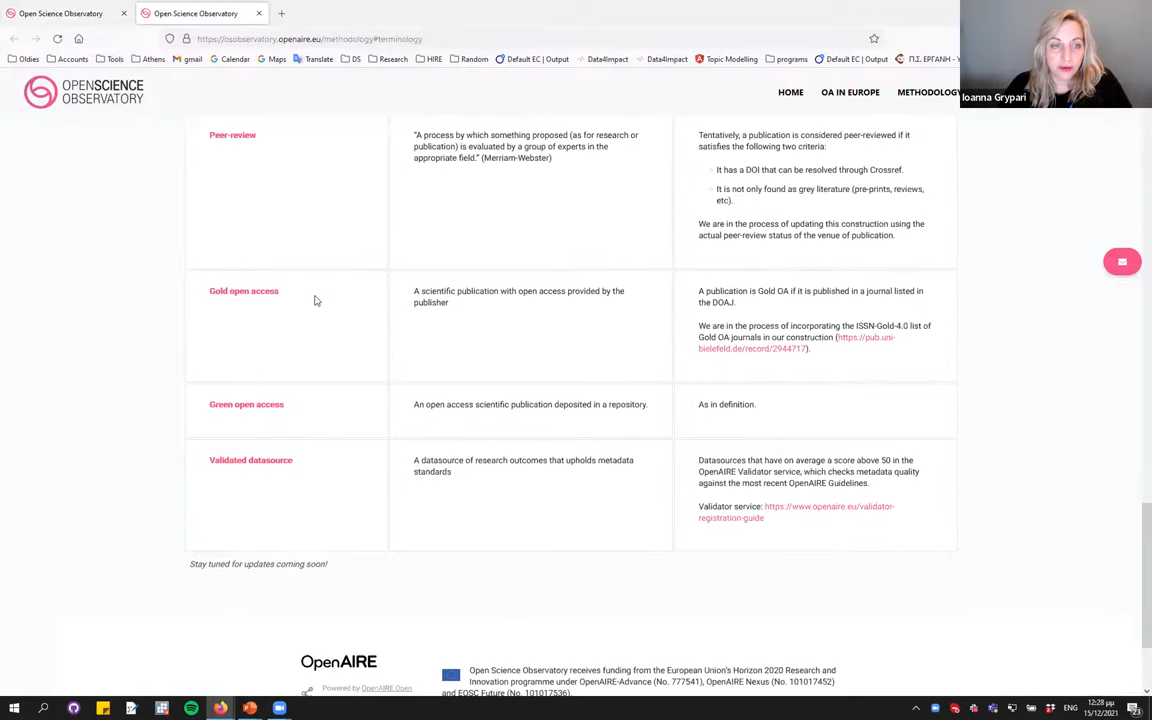 Open Science Observatory
Open Science Observatory
https://osobservatory.openaire.eu/methodology#terminology
Oldies Accounts Tools Athens gmail Calendar Maps Translate DS Research HIRE Random Default EC | Output Data4Impact Data4Impact Topic Modelling programs Default EC | Output Π.Σ. ΕΡΓΑΝΗ
OPENSCIENCE
OBSERVATORY
HOME OA IN EUROPE METHODOLOGY
Ioanna Grypari
Peer-review
"A process by which something proposed (as for research or
publication) is evaluated by a group of experts in the
appropriate field." (Merriam-Webster)
Tentatively, a publication is considered peer-reviewed if it
satisfies the following two criteria:
It has a DOI that can be resolved through Crossref.
It is not only found as grey literature (pre-prints, reviews,
etc).
We are in the process of updating this construction using the
actual peer-review status of the venue of publication.
Gold open access
A scientific publication with open access provided by the
publisher
A publication is Gold OA if it is published in a journal listed in
the DOAJ.
We are in the process of incorporating the ISSN-Gold-4.0 list of
Gold OA journals in our construction (https://pub.uni-
bielefeld.de/record/2944717).
Green open access
An open access scientific publication deposited in a repository.
As in definition.
Validated datasource
A datasource of research outcomes that upholds metadata
standards
Datasources that have on average a score above 50 in the
OpenAIRE Validator service, which checks metadata quality
against the most recent OpenAIRE Guidelines.
Validator service: https://www.openaire.eu/validator-
registration-guide
Stay tuned for updates coming soon!
OpenAIRE
Powered by OpenAIRE Open
Open Science Observatory receives funding from the European Union's Horizon 2020 Research and
Innovation programme under OpenAIRE-Advance (No. 777541), OpenAIRE Nexus (No. 101017452)
and EOSC Future (No. 101017536).
ENG
12:28 μμ
15/12/2021
23